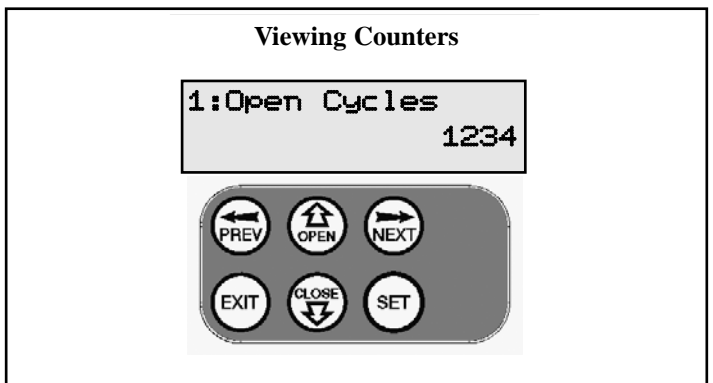 Viewing Counters
1:Open Cycles
1234
PREV OPEN NEXT
EXIT CLOSE SET